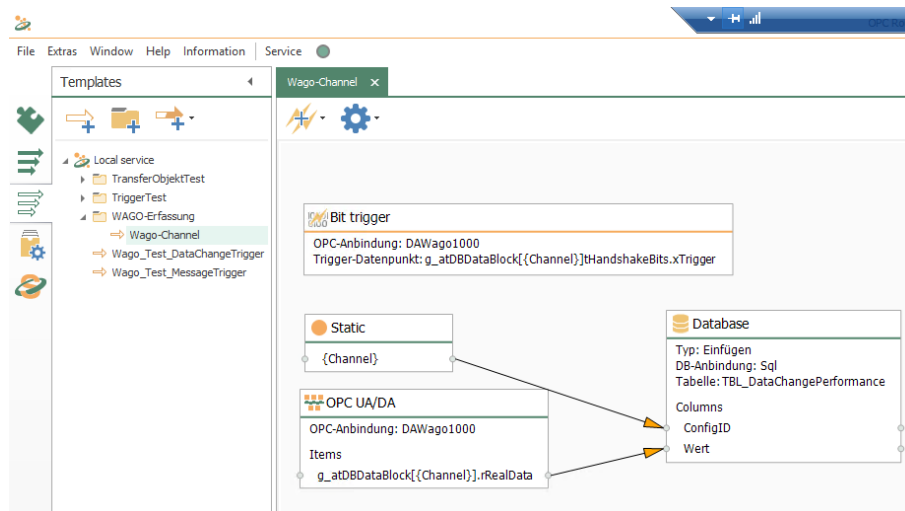 OPC Ro
File Extras Window Help Information Service
Templates
Wago-Channel
Local service
TransferObjektTest
TriggerTest
WAGO-Erfassung
Wago-Channel
Wago_Test_DataChangeTrigger
Wago_Test_MessageTrigger
Bit trigger
OPC-Anbindung: DAWago1000
Trigger-Datenpunkt: g_atDBDataBlock[{Channel}]tHandshakeBits.xTrigger
Static
{Channel}
OPC UA/DA
OPC-Anbindung: DAWago1000
Items
g_atDBDataBlock[{Channel}].rRealData
Database
Typ: Einfügen
DB-Anbindung: Sql
Tabelle: TBL_DataChangePerformance
Columns
ConfigID
Wert